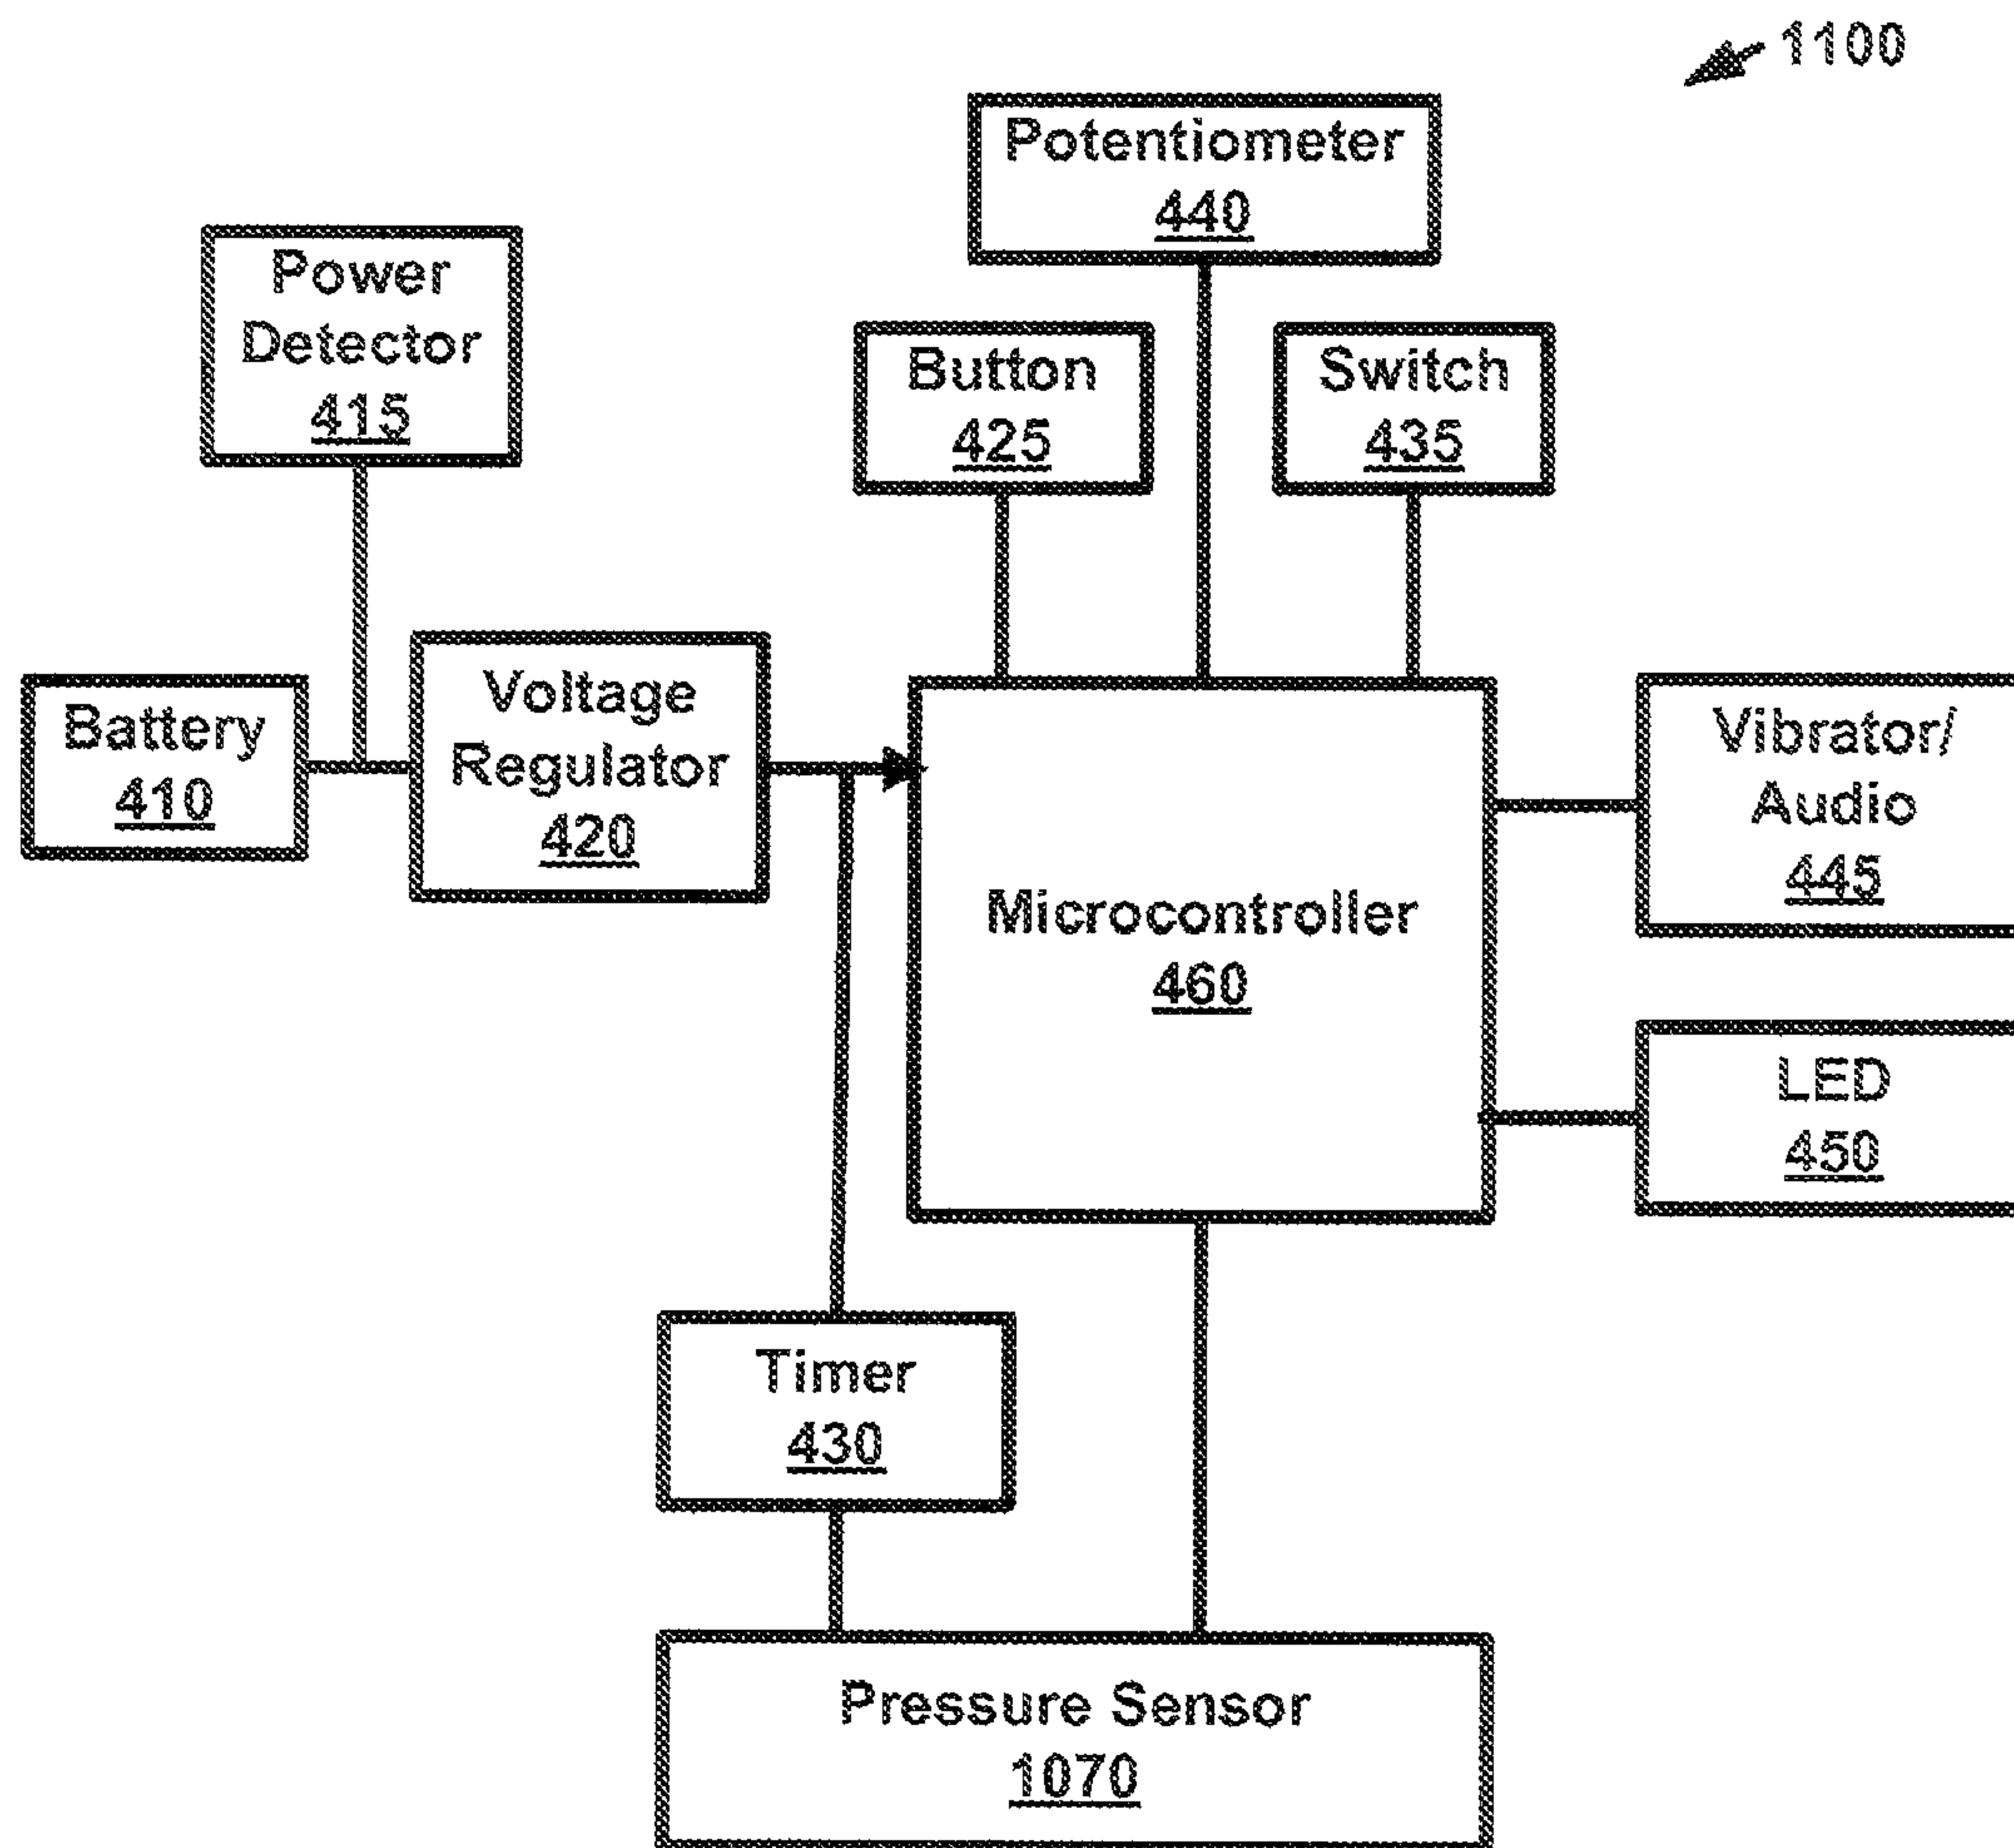 1100
Potentiometer
440
Power
Detector
415
Button
425
Switch
435
Battery
410
Voltage
Regulator
420
Microcontroller
460
Vibrator/
Audio
445
LED
450
Timer
430
Pressure Sensor
1070